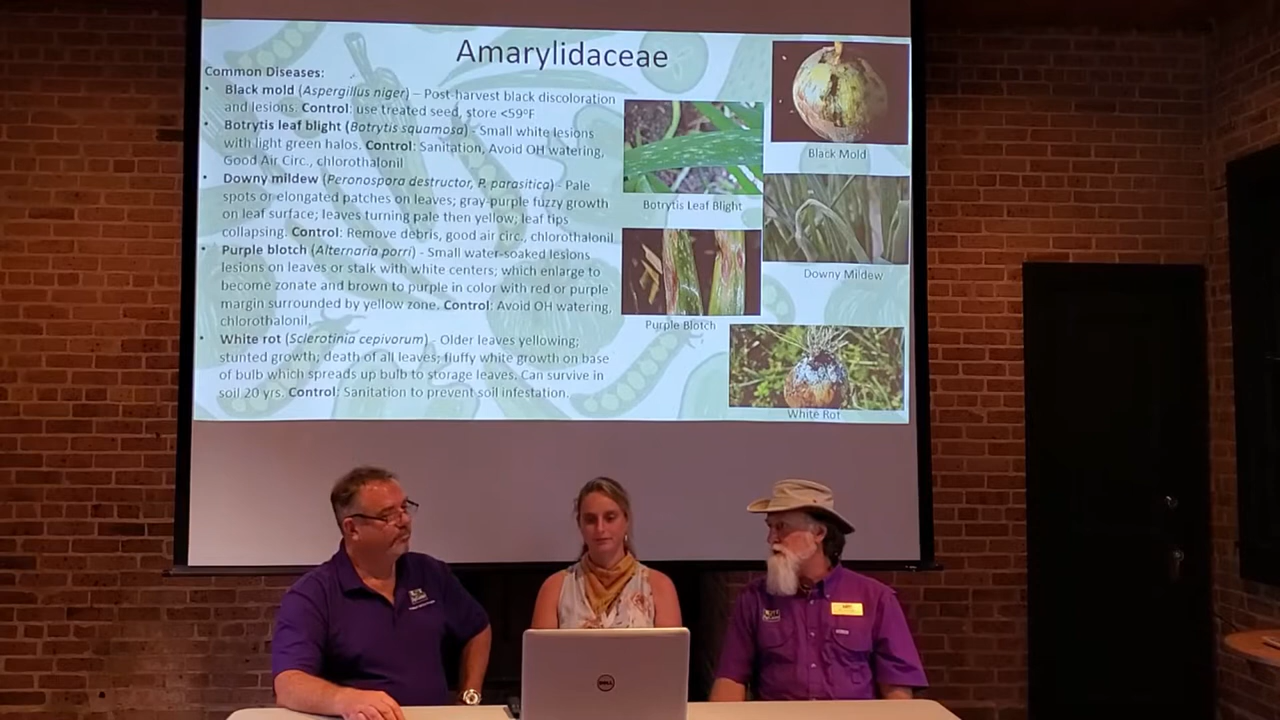 Amarylidaceae
Common Diseases:
• Black mold (Aspergillus niger) – Post-harvest black discoloration
and lesions. Control: use treated seed, store <59°F
• Botrytis leaf blight (Botrytis squamosa) - Small white lesions
with light green halos. Control: Sanitation, Avoid OH watering,
Good Air Circ., chlorothalonil
• Downy mildew (Peronospora destructor, P. parasitica) - Pale
spots or elongated patches on leaves; gray-purple fuzzy growth
on leaf surface; leaves turning pale then yellow; leaf tips
collapsing. Control: Remove debris, good air circ., chlorothalonil
• Purple blotch (Alternaria porri) - Small water-soaked lesions
lesions on leaves or stalk with white centers; which enlarge to
become zonate and brown to purple in color with red or purple
margin surrounded by yellow zone. Control: Avoid OH watering,
chlorothalonil,
• White rot (Sclerotinia cepivorum) - Older leaves yellowing;
stunted growth; death of all leaves; fluffy white growth on base
of bulb which spreads up bulb to storage leaves. Can survive in
soil 20 yrs. Control: Sanitation to prevent soil infestation.
Black Mold
Botrytis Leaf Blight
Downy Mildew
Purple Blotch
White Rot
DELL